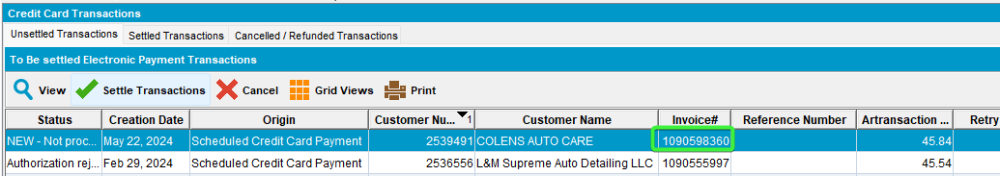 Credit Card Transactions
Unsettled Transactions Settled Transactions Cancelled / Refunded Transactions
To Be settled Electronic Payment Transactions
View Settle Transactions Cancel Grid Views Print
Status Creation Date Origin Customer Nu... 1 Customer Name Invoice# Reference Number Artransaction ... Retry
NEW - Not proc... May 22, 2024 Scheduled Credit Card Payment 2539491 COLENS AUTO CARE 1090598360 45.84
Authorization rej... Feb 29, 2024 Scheduled Credit Card Payment 2536556 L&M Supreme Auto Detailing LLC 1090555997 45.54